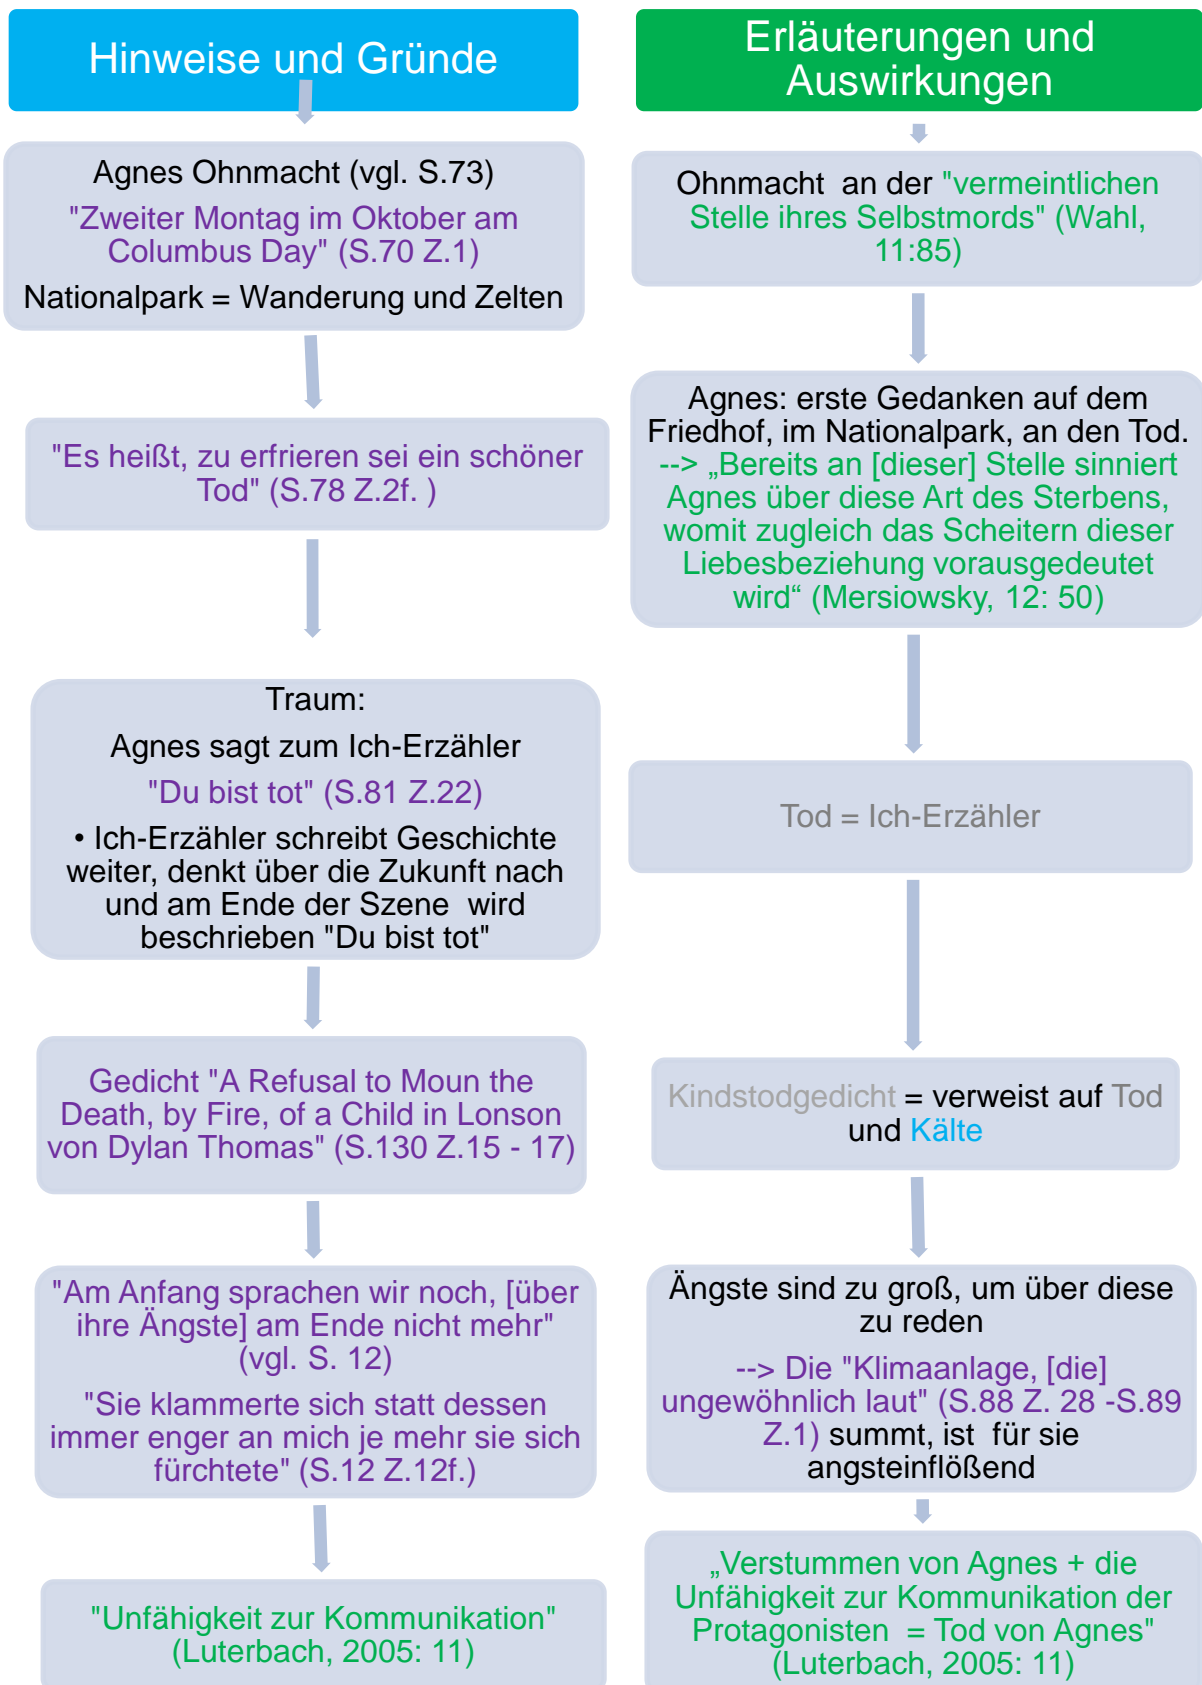 Hinweise und Gründe
Agnes Ohnmacht (vgl. S.73)
"Zweiter Montag im Oktober am
Columbus Day" (S.70 Z.1)
Nationalpark = Wanderung und Zelten
"Es heißt, zu erfrieren sei ein schöner
Tod" (S.78 Z.2f. )
Traum:
Agnes sagt zum Ich-Erzähler
"Du bist tot" (S.81 Z.22)
• Ich-Erzähler schreibt Geschichte
weiter, denkt über die Zukunft nach
und am Ende der Szene wird
beschrieben "Du bist tot"
Gedicht "A Refusal to Moun the
Death, by Fire, of a Child in Lonson
von Dylan Thomas" (S.130 Z.15 - 17)
"Am Anfang sprachen wir noch, [über
ihre Ängste] am Ende nicht mehr"
(vgl. S. 12)
"Sie klammerte sich statt dessen
immer enger an mich je mehr sie sich
fürchtete" (S.12 Z.12f.)
"Unfähigkeit zur Kommunikation"
(Luterbach, 2005: 11)
Erläuterungen und
Auswirkungen
Ohnmacht an der "vermeintlichen
Stelle ihres Selbstmords" (Wahl,
11:85)
Agnes: erste Gedanken auf dem
Friedhof, im Nationalpark, an den Tod.
--> „Bereits an [dieser] Stelle sinniert
Agnes über diese Art des Sterbens,
womit zugleich das Scheitern dieser
Liebesbeziehung vorausgedeutet
wird“ (Mersiowsky, 12: 50)
Tod = Ich-Erzähler
Kindstodgedicht = verweist auf Tod
und Kälte
Ängste sind zu groß, um über diese
zu reden
--> Die "Klimaanlage, [die]
ungewöhnlich laut" (S.88 Z. 28 -S.89
Z.1) summt, ist für sie
angsteinflößend
„Verstummen von Agnes + die
Unfähigkeit zur Kommunikation der
Protagonisten = Tod von Agnes"
(Luterbach, 2005: 11)